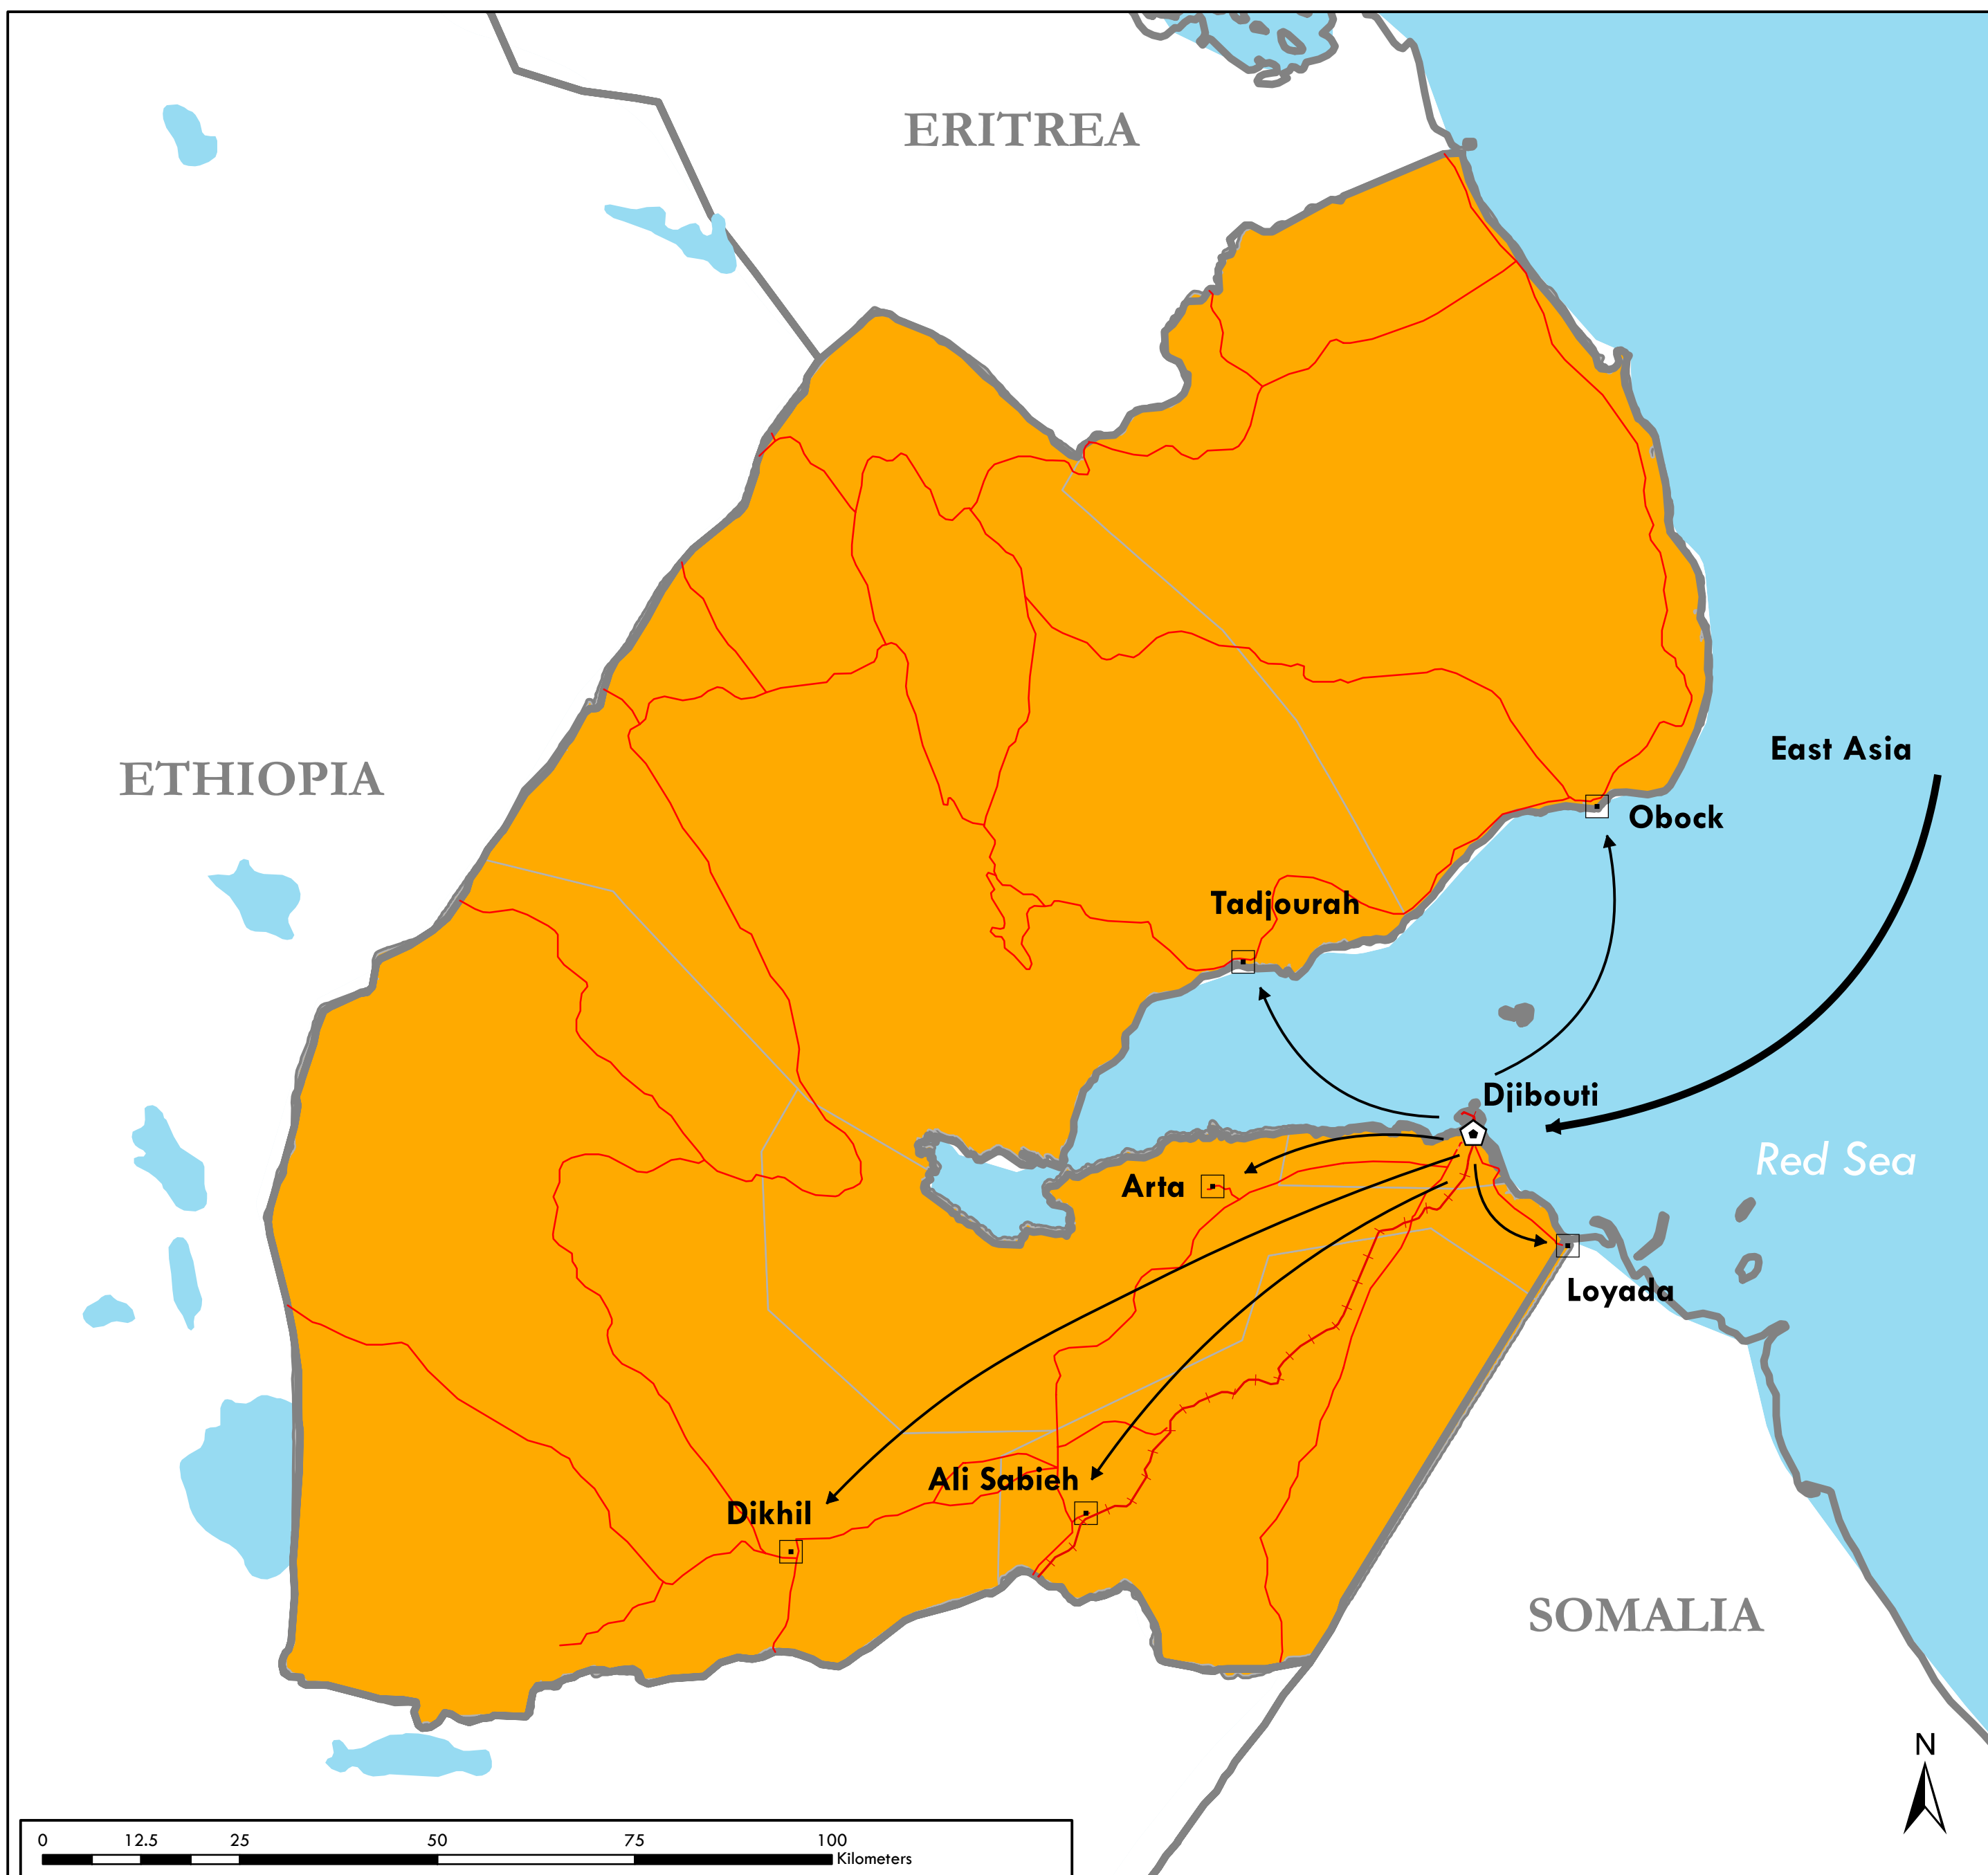 ERITREA
East Asia
ETHIOPIA
Obock
Tadjourah
Djibouti
Red Sea
Arta
Loyada
Ali Sabieh
Dikhil
SOMALIA
N
0 12.5 25 50 75 100
Kilometers